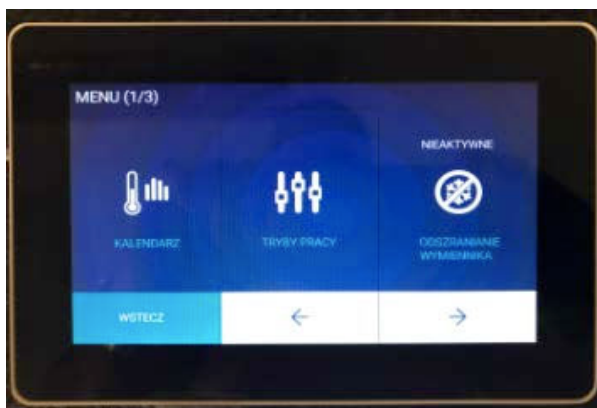 MENU (1/3)
NIEAKTYWNE
KALENDARZ
TRYBY PRACY
ODSZRANIANIE
WYMIENNIKA
WSTECZ